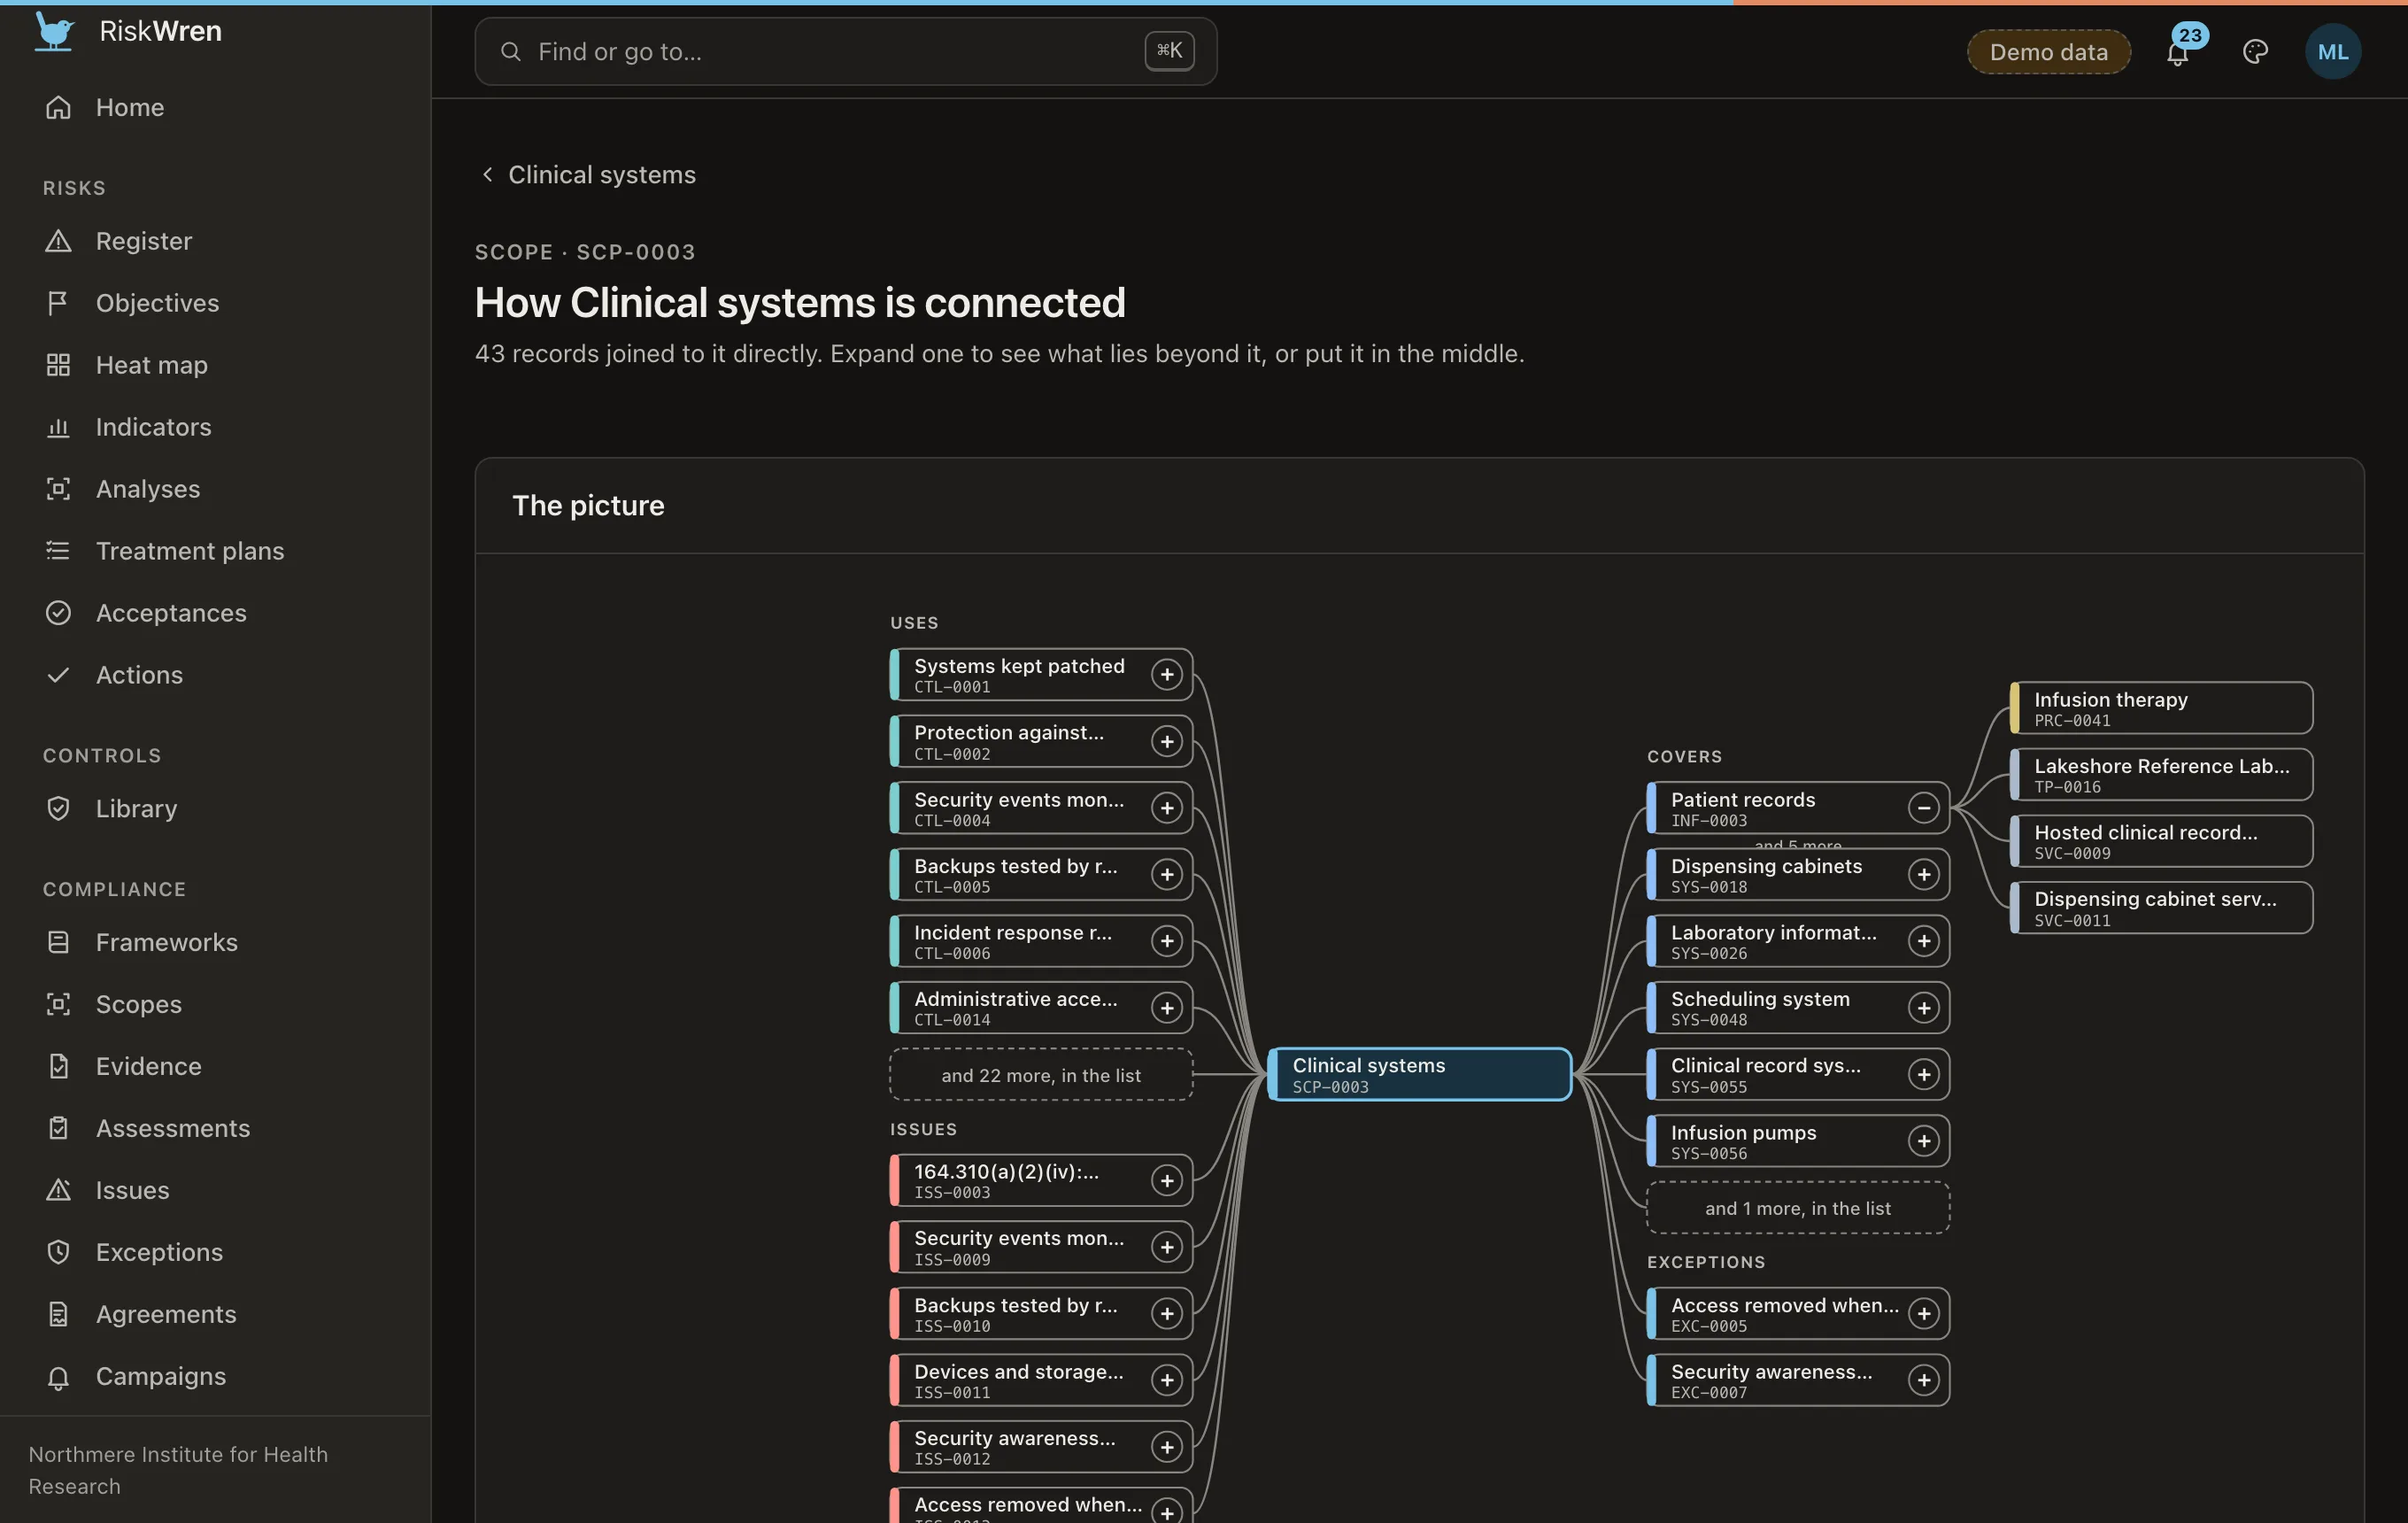 RiskWren
Find or go to...
⌘K
Demo data
23
ML
Home
RISKS
Register
Objectives
Heat map
Indicators
Analyses
Treatment plans
Acceptances
Actions
CONTROLS
Library
COMPLIANCE
Frameworks
Scopes
Evidence
Assessments
Issues
Exceptions
Agreements
Campaigns
Northmere Institute for Health
Research
Clinical systems
SCOPE · SCP-0003
How Clinical systems is connected
43 records joined to it directly. Expand one to see what lies beyond it, or put it in the middle.
The picture
USES
Systems kept patched
CTL-0001
Protection against...
CTL-0002
Security events mon...
CTL-0004
Backups tested by r...
CTL-0005
Incident response r...
CTL-0006
Administrative acce...
CTL-0014
and 22 more, in the list
ISSUES
164.310(a)(2)(iv):...
ISS-0003
Security events mon...
ISS-0009
Backups tested by r...
ISS-0010
Devices and storage...
ISS-0011
Security awareness...
ISS-0012
Access removed when...
Clinical systems
SCP-0003
COVERS
Patient records
INF-0003
and 5 more
Dispensing cabinets
SYS-0018
Laboratory informat...
SYS-0026
Scheduling system
SYS-0048
Clinical record sys...
SYS-0055
Infusion pumps
SYS-0056
and 1 more, in the list
EXCEPTIONS
Access removed when...
EXC-0005
Security awareness...
EXC-0007
Infusion therapy
PRC-0041
Lakeshore Reference Lab...
TP-0016
Hosted clinical record...
SVC-0009
Dispensing cabinet serv...
SVC-0011